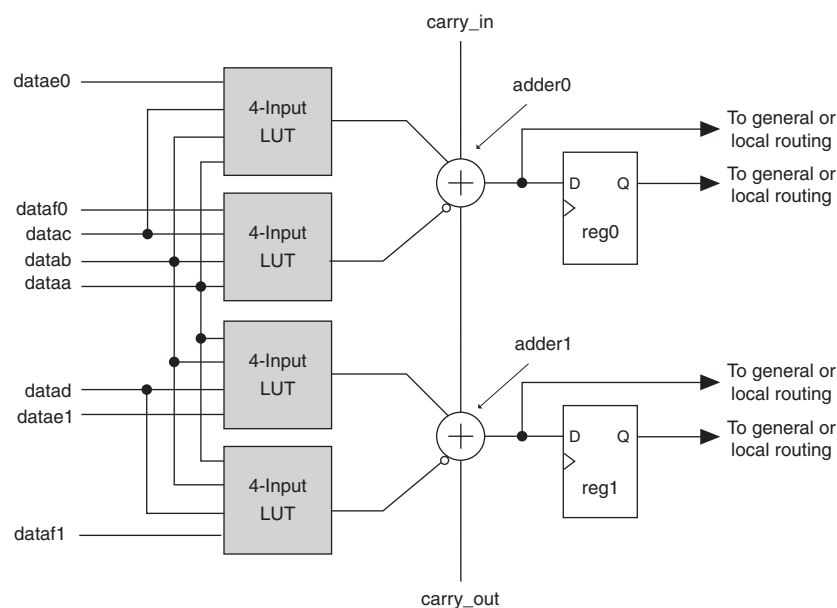 carry_in
datae0
4-Input
LUT
adder0
To general or
local routing
dataf0
datac
datab
dataa
4-Input
LUT
D
Q
reg0
To general or
local routing
4-Input
LUT
adder1
To general or
local routing
datad
datae1
4-Input
LUT
D
Q
reg1
To general or
local routing
dataf1
carry_out